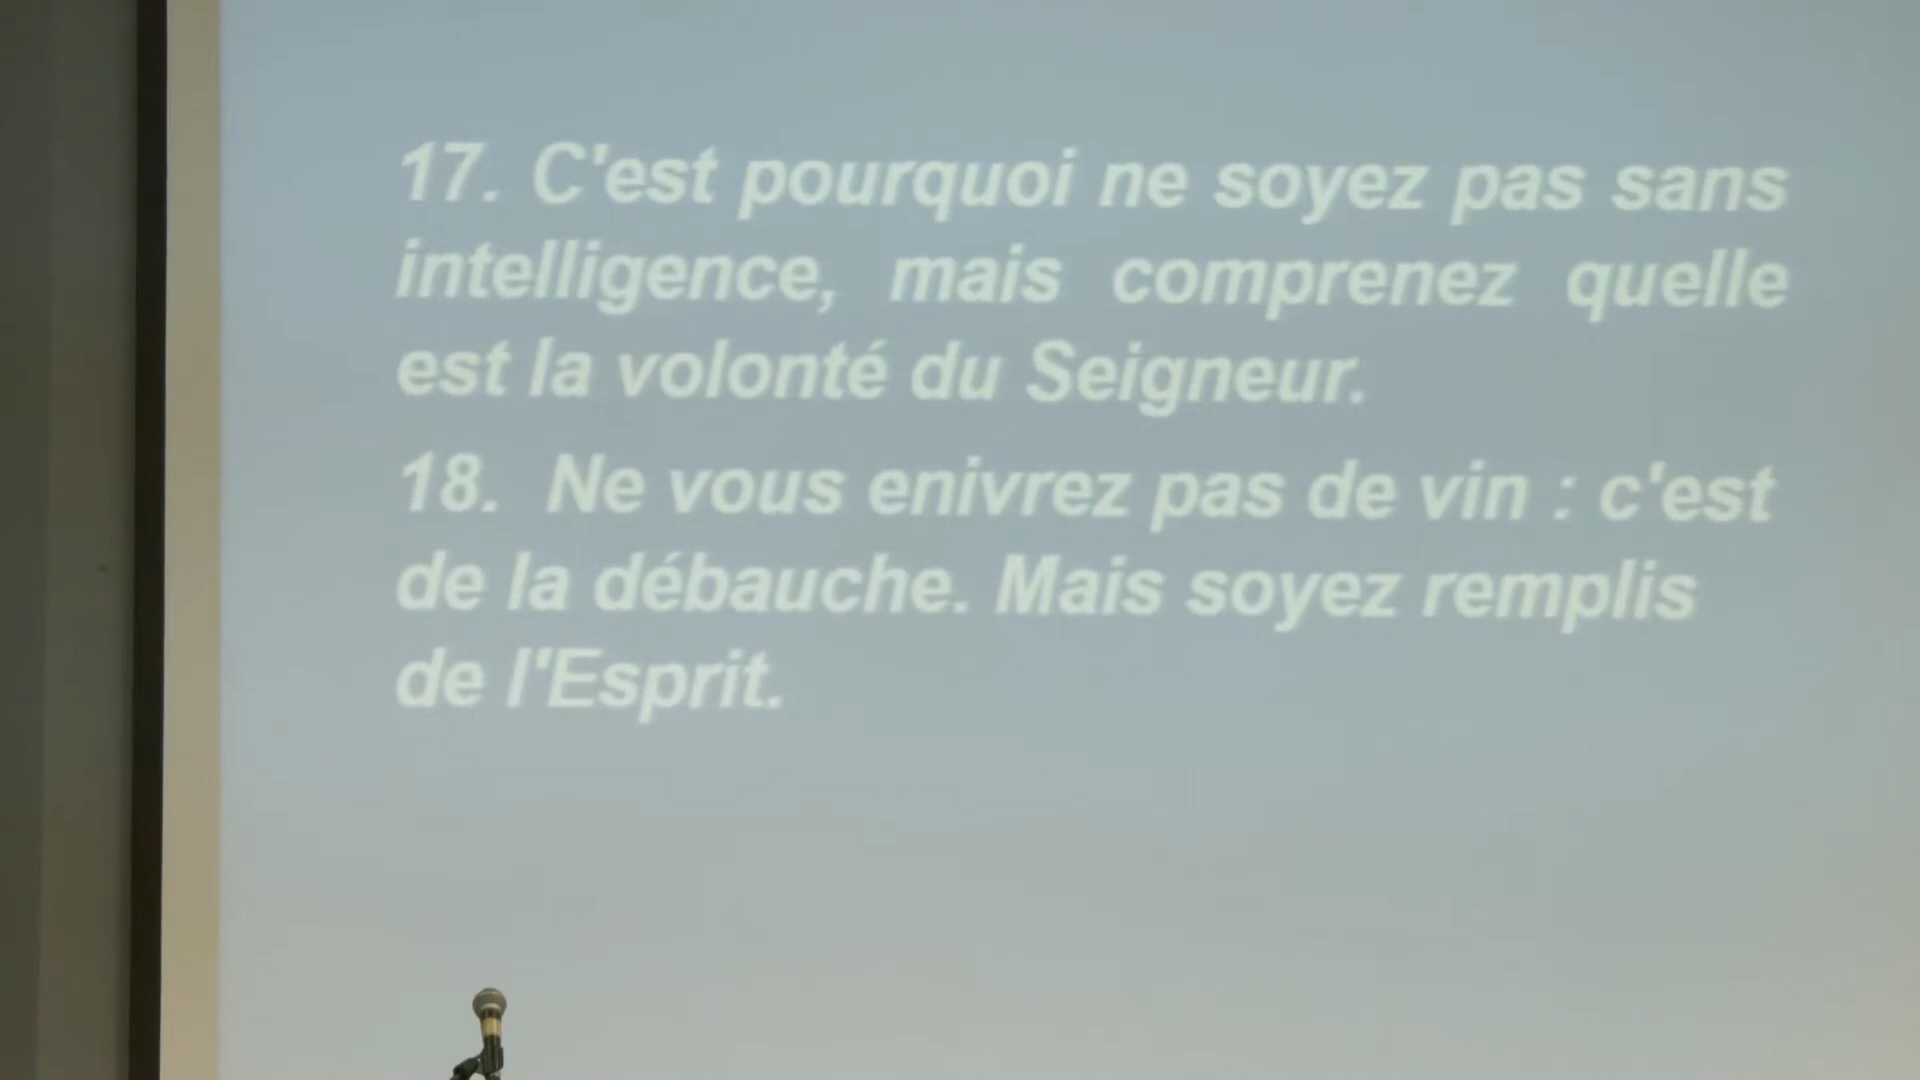 17. C'est pourquoi ne soyez pas sans
intelligence, mais comprenez quelle
est la volonté du Seigneur.
18. Ne vous enivrez pas de vin : c'est
de la débauche. Mais soyez remplis
de l'Esprit.